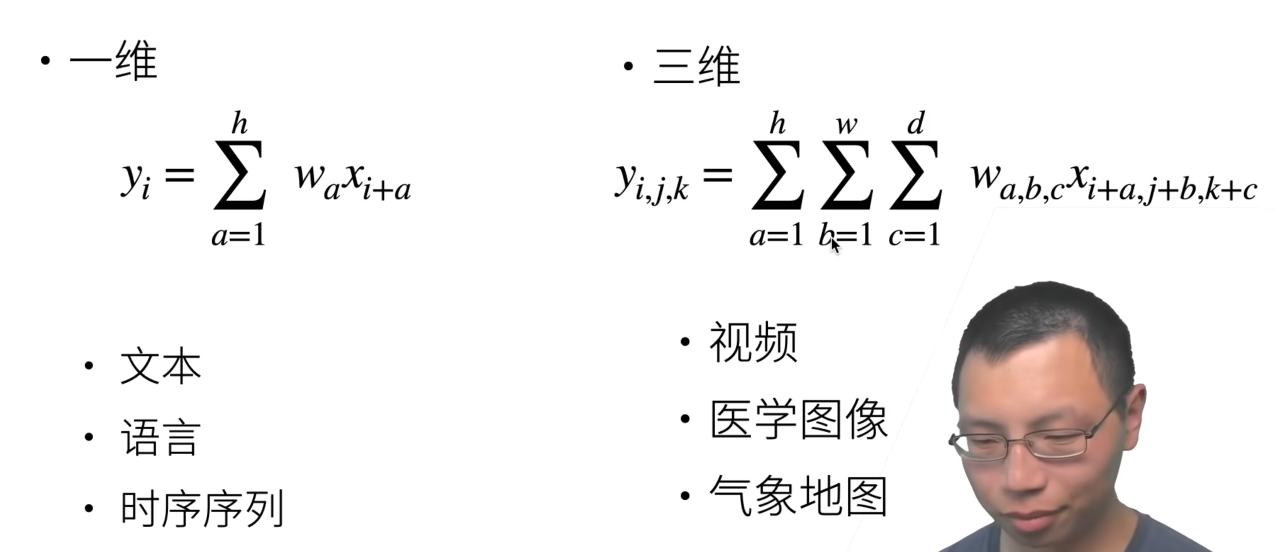 • 一维
y_i = \sum_{a=1}^{h} w_a x_{i+a}
• 文本
• 语言
• 时序序列
• 三维
y_{i,j,k} = \sum_{a=1}^{h} \sum_{b=1}^{w} \sum_{c=1}^{d} w_{a,b,c} x_{i+a,j+b,k+c}
• 视频
• 医学图像
• 气象地图